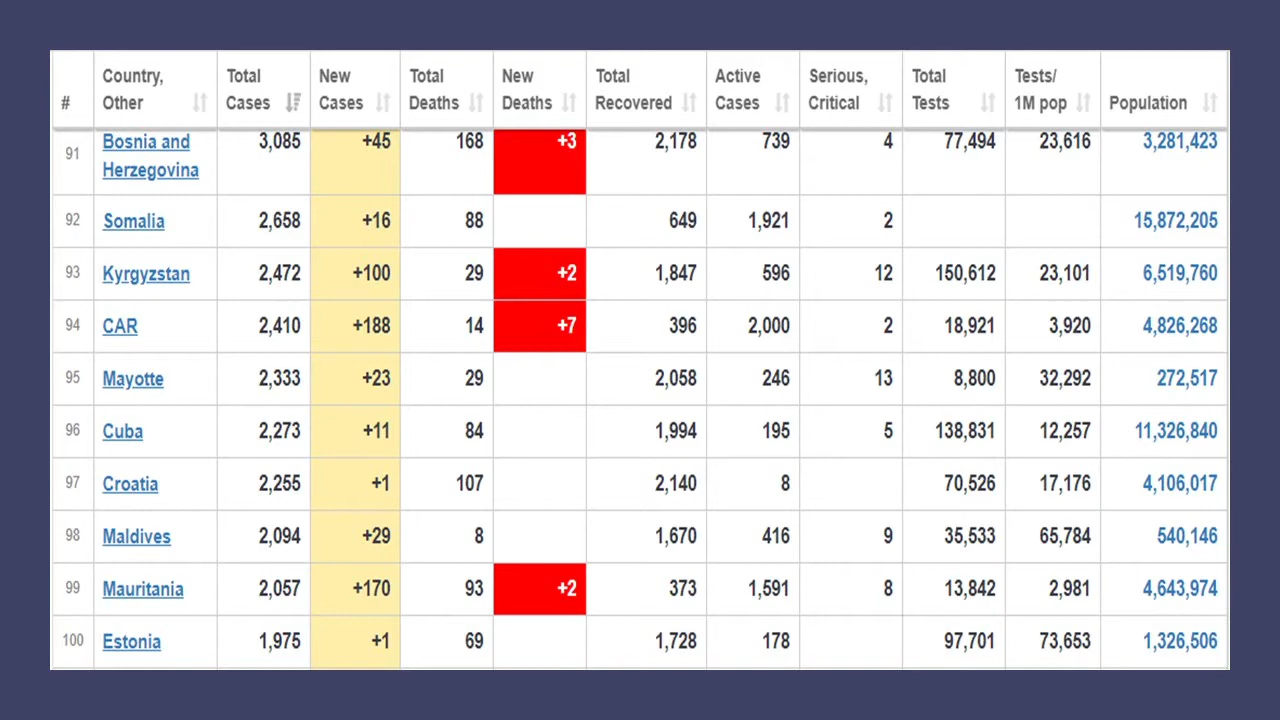 # Country, Other Total Cases New Cases Total Deaths New Deaths Total Recovered Active Cases Serious, Critical Total Tests Tests/ 1M pop Population
91 Bosnia and Herzegovina 3,085 +45 168 +3 2,178 739 4 77,494 23,616 3,281,423
92 Somalia 2,658 +16 88 649 1,921 2 15,872,205
93 Kyrgyzstan 2,472 +100 29 +2 1,847 596 12 150,612 23,101 6,519,760
94 CAR 2,410 +188 14 +7 396 2,000 2 18,921 3,920 4,826,268
95 Mayotte 2,333 +23 29 2,058 246 13 8,800 32,292 272,517
96 Cuba 2,273 +11 84 1,994 195 5 138,831 12,257 11,326,840
97 Croatia 2,255 +1 107 2,140 8 70,526 17,176 4,106,017
98 Maldives 2,094 +29 8 1,670 416 9 35,533 65,784 540,146
99 Mauritania 2,057 +170 93 +2 373 1,591 8 13,842 2,981 4,643,974
100 Estonia 1,975 +1 69 1,728 178 97,701 73,653 1,326,506